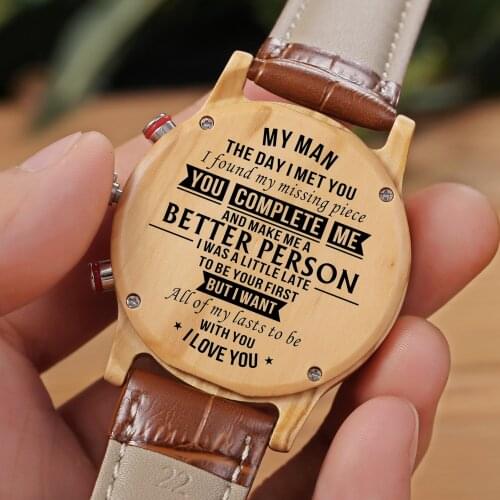 MY MAN
THE DAY I MET YOU
I found my missing piece
YOU COMPLETE ME
AND MAKE ME A
BETTER PERSON
I WAS A LITTLE LATE
TO BE YOUR FIRST
BUT I WANT
All of my lasts to be
WITH YOU
I LOVE YOU
22